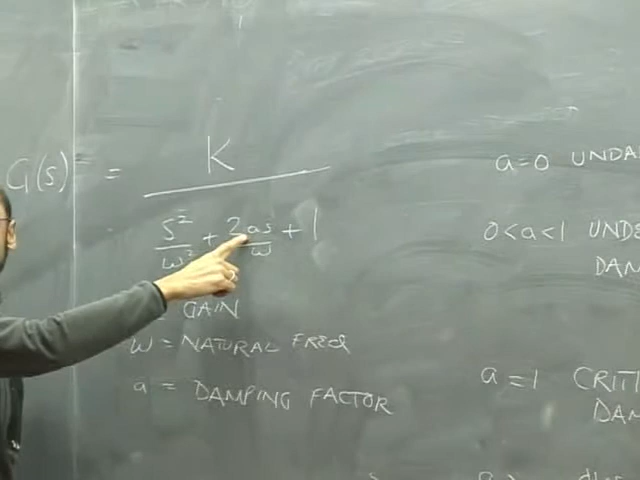 G(s) = K
s² / ω² + 2as / ω + 1
= GAIN
ω = NATURAL FREQ
a = DAMPING FACTOR
a=0 UNDA
0<a<1 UNDE
DAM
a=1 CRIT
DAM